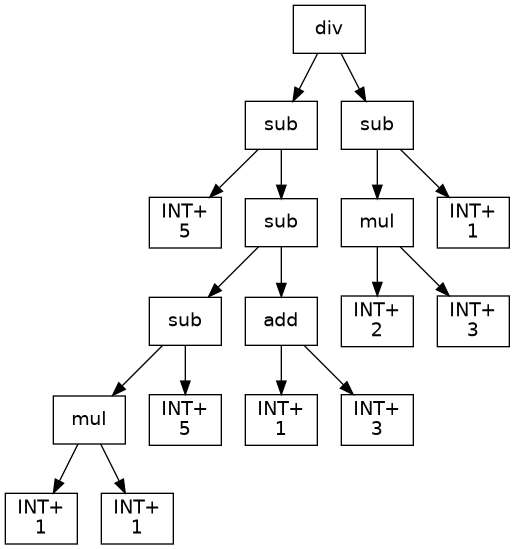 div
sub
sub
INT+
5
sub
mul
INT+
1
sub
add
INT+
2
INT+
3
mul
INT+
5
INT+
1
INT+
3
INT+
1
INT+
1